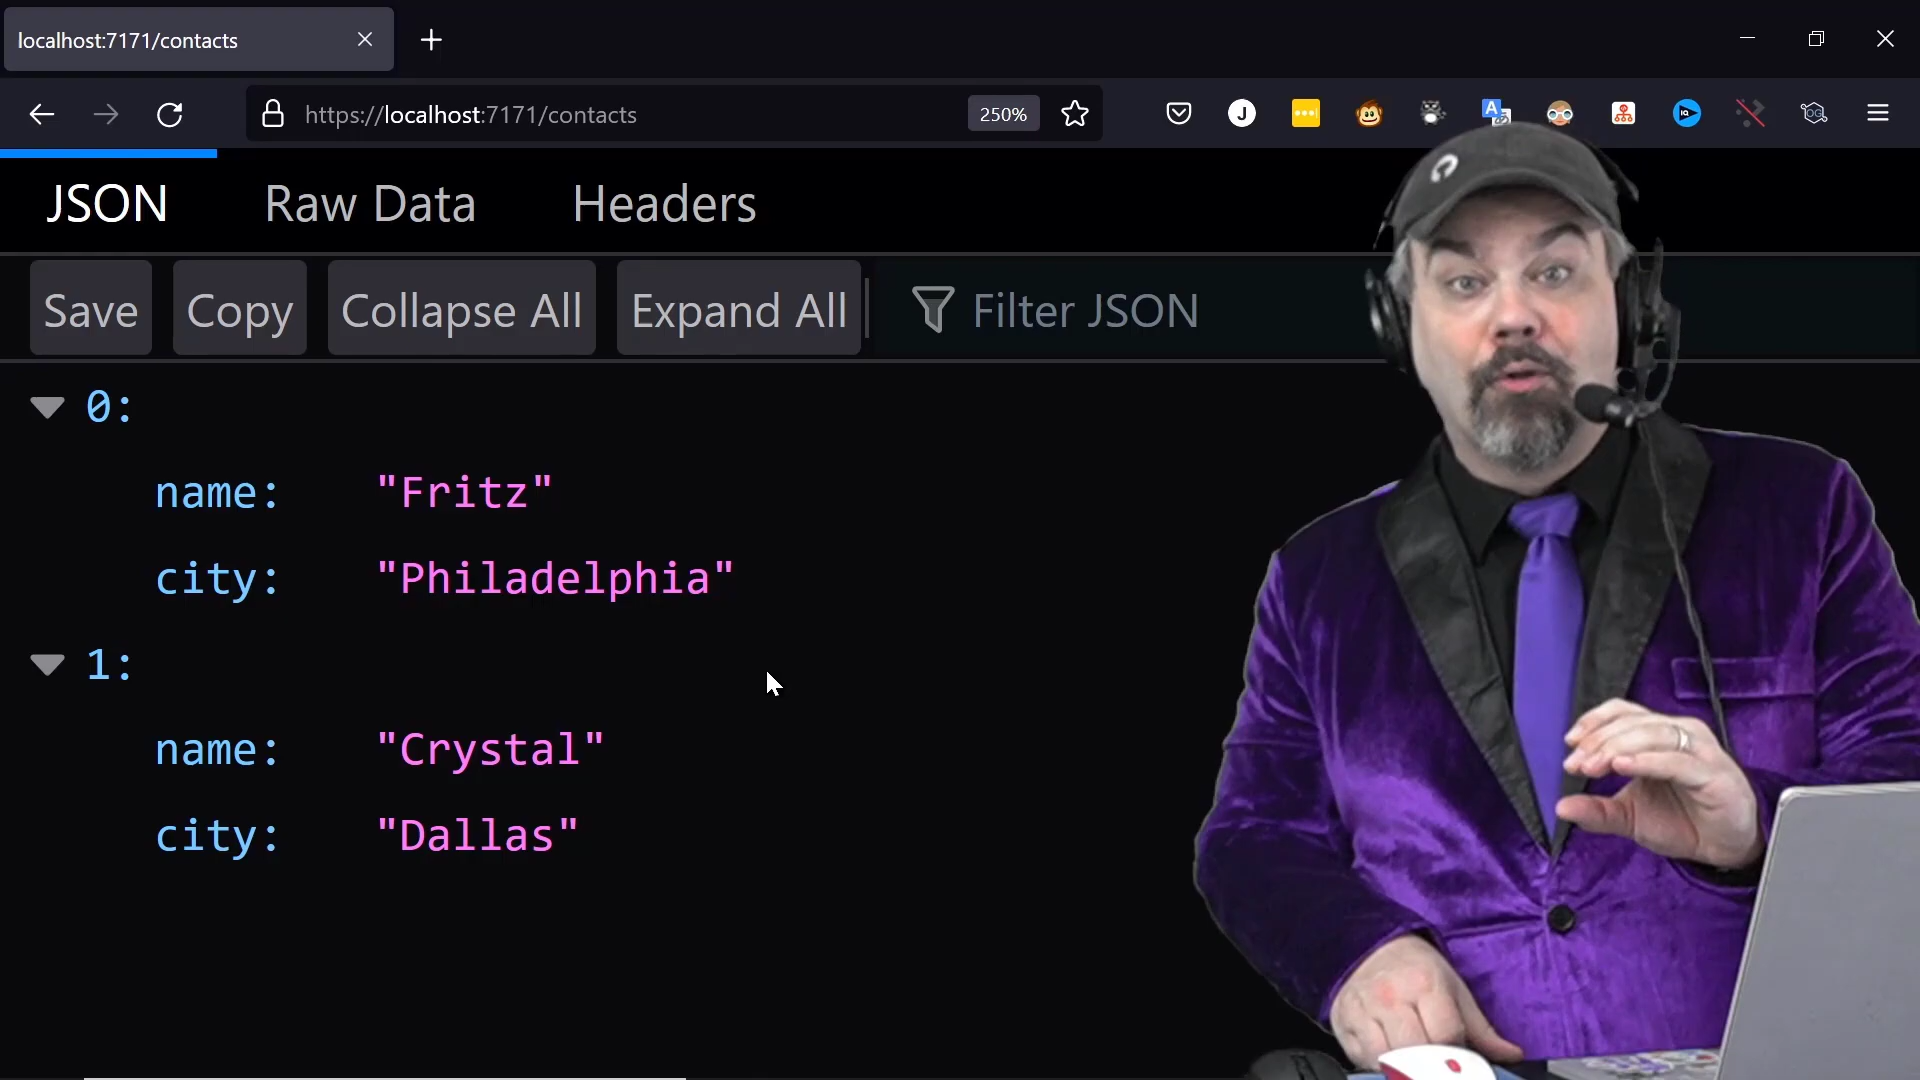 localhost:7171/contacts
https://localhost:7171/contacts
250%
JSON Raw Data Headers
Save Copy Collapse All Expand All Filter JSON
0:
name: "Fritz"
city: "Philadelphia"
1:
name: "Crystal"
city: "Dallas"